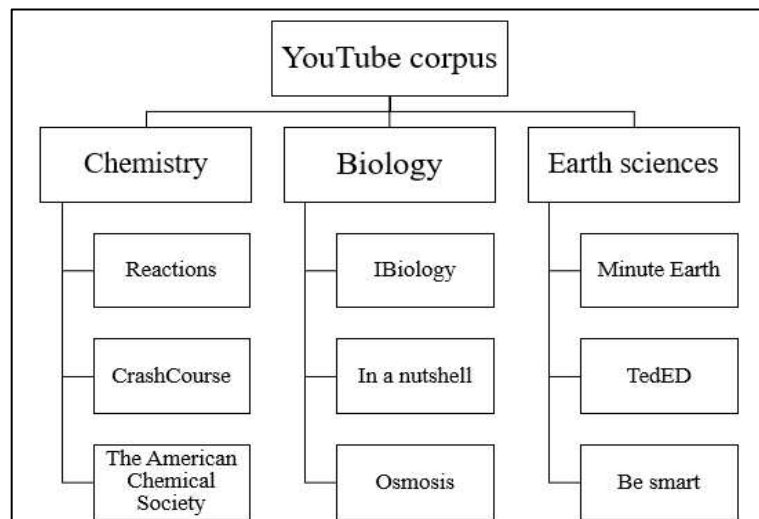 YouTube corpus
Chemistry
Biology
Earth sciences
Reactions
IBiology
Minute Earth
CrashCourse
In a nutshell
TedED
The American
Chemical
Society
Osmosis
Be smart